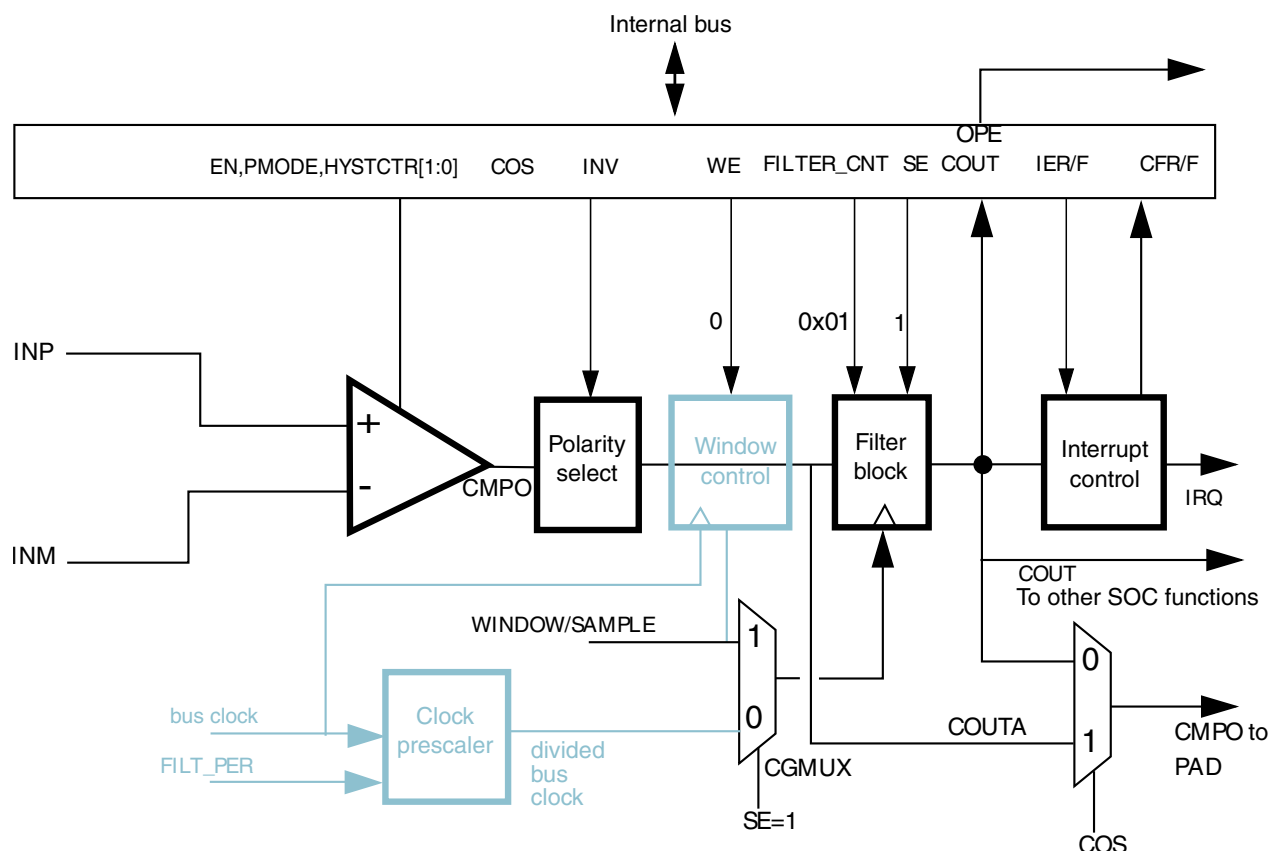 Internal bus
OPE
EN,PMODE,HYSTCTR[1:0] COS INV WE FILTER_CNT SE COUT IER/F CFR/F
0 0x01 1
INP
+
-
CMPO
Polarity
select
Window
control
Filter
block
Interrupt
control
IRQ
INM
COUT
To other SOC functions
WINDOW/SAMPLE
1
0
0
1
bus clock
FILT_PER
Clock
prescaler
divided
bus
clock
CGMUX
SE=1
COUTA
CMPO to
PAD
COS